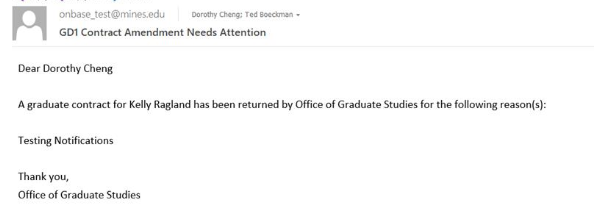 onbase_test@mines.edu Dorothy Cheng; Ted Boeckman
GD1 Contract Amendment Needs Attention
Dear Dorothy Cheng
A graduate contract for Kelly Ragland has been returned by Office of Graduate Studies for the following reason(s):
Testing Notifications
Thank you,
Office of Graduate Studies